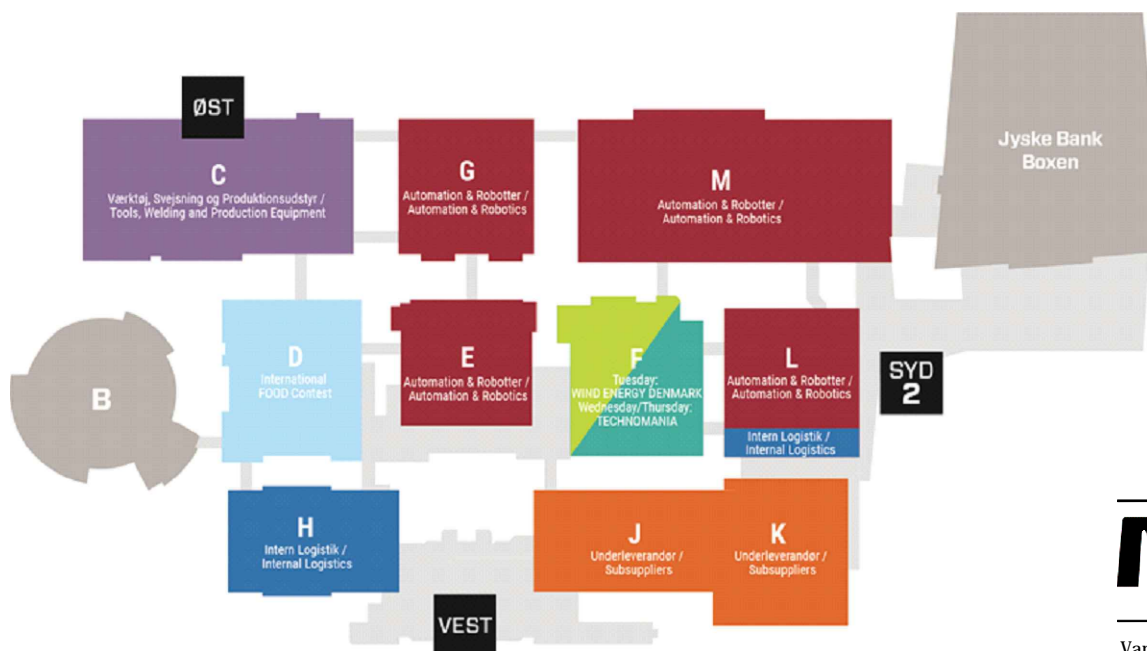 ØST
C
Værktøj, Svejsning og Produktionsudstyr /
Tools, Welding and Production Equipment
G
Automation & Robotter /
Automation & Robotics
M
Automation & Robotter /
Automation & Robotics
Jyske Bank
Boxen
B
D
International
FOOD Contest
E
Automation & Robotter /
Automation & Robotics
F
Tuesday:
WIND ENERGY DENMARK
Wednesday/Thursday:
TECHNOMANIA
L
Automation & Robotter /
Automation & Robotics
Intern Logistik /
Internal Logistics
SYD
2
H
Intern Logistik /
Internal Logistics
J
Underleverandør /
Subsuppliers
K
Underleverandør /
Subsuppliers
VEST